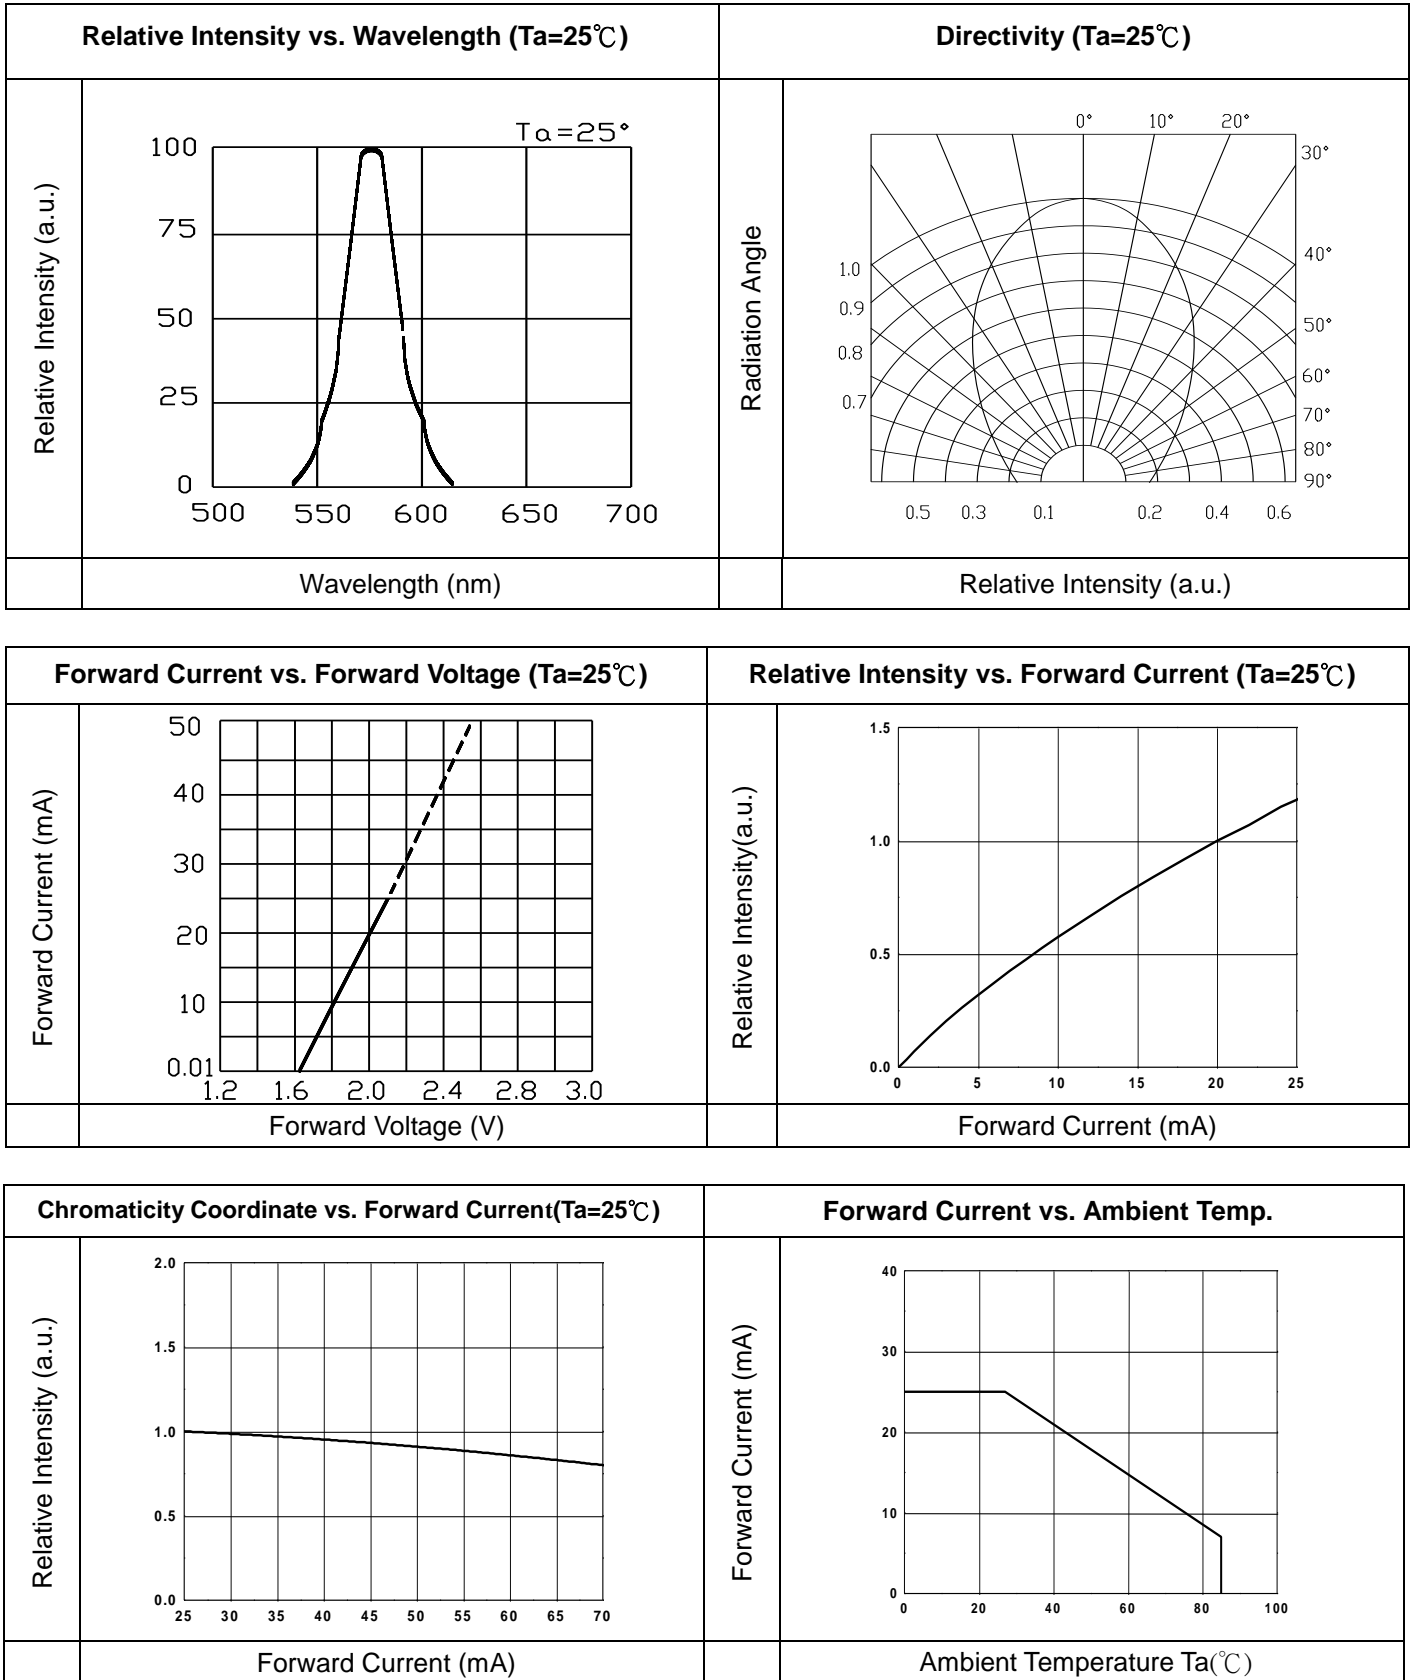 Relative Intensity vs. Wavelength (Ta=25℃)
Directivity (Ta=25℃)
Relative Intensity (a.u.)
Ta=25°
100
75
50
25
0
500 550 600 650 700
Wavelength (nm)
Radiation Angle
0° 10° 20°
30°
40°
50°
60°
70°
80°
90°
1.0
0.9
0.8
0.7
0.5 0.3 0.1 0.2 0.4 0.6
Relative Intensity (a.u.)
Forward Current vs. Forward Voltage (Ta=25℃)
Relative Intensity vs. Forward Current (Ta=25℃)
Forward Current (mA)
50
40
30
20
10
0.01
1.2 1.6 2.0 2.4 2.8 3.0
Forward Voltage (V)
Relative Intensity(a.u.)
1.5
1.0
0.5
0.0
0 5 10 15 20 25
Forward Current (mA)
Chromaticity Coordinate vs. Forward Current(Ta=25℃)
Forward Current vs. Ambient Temp.
Relative Intensity (a.u.)
2.0
1.5
1.0
0.5
0.0
25 30 35 40 45 50 55 60 65 70
Forward Current (mA)
Forward Current (mA)
40
30
20
10
0
0 20 40 60 80 100
Ambient Temperature Ta(℃)